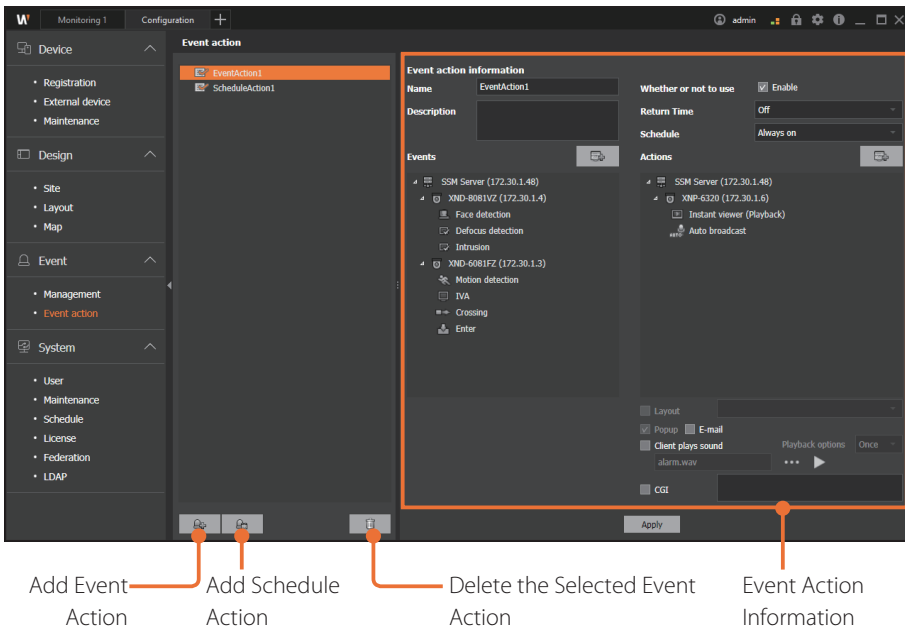 W
Monitoring 1
Configuration
admin
Device
Registration
External device
Maintenance
Design
Site
Layout
Map
Event
Management
Event action
System
User
Maintenance
Schedule
License
Federation
LDAP
Event action
EventAction1
ScheduleAction1
Event action information
Name EventAction1
Description
Whether or not to use Enable
Return Time Off
Schedule Always on
Events
SSM Server (172.30.1.48)
XND-8081VZ (172.30.1.4)
Face detection
Defocus detection
Intrusion
XND-6081FZ (172.30.1.3)
Motion detection
IVA
Crossing
Enter
Actions
SSM Server (172.30.1.48)
XNP-6320 (172.30.1.6)
Instant viewer (Playback)
AUTO Auto broadcast
Layout
Popup E-mail
Client plays sound Playback options Once
alarm.wav
CGI
Apply
Add Event
Action
Add Schedule
Action
Delete the Selected Event
Action
Event Action
Information